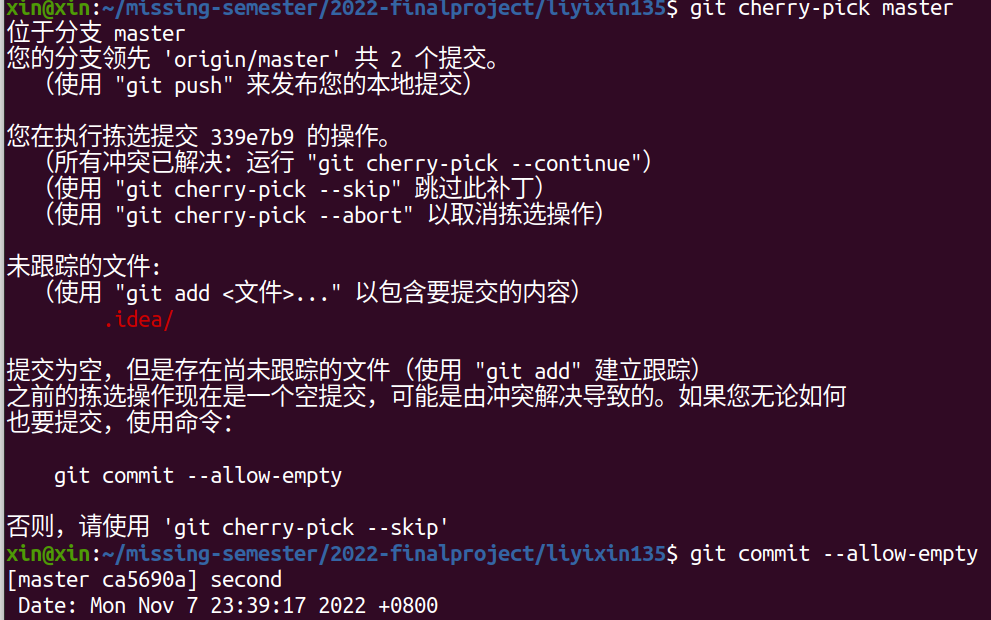 xin@xin:~/missing-semester/2022-finalproject/liyixin135$ git cherry-pick master
位于分支 master
您的分支领先 'origin/master' 共 2 个提交。
（使用 "git push" 来发布您的本地提交）
您在执行拣选提交 339e7b9 的操作。
（所有冲突已解决：运行 "git cherry-pick --continue"）
（使用 "git cherry-pick --skip" 跳过此补丁）
（使用 "git cherry-pick --abort" 以取消拣选操作）
未跟踪的文件:
（使用 "git add <文件>..." 以包含要提交的内容）
.idea/
提交为空，但是存在尚未跟踪的文件（使用 "git add" 建立跟踪）
之前的拣选操作现在是一个空提交，可能是由冲突解决导致的。如果您无论如何
也要提交，使用命令：
git commit --allow-empty
否则，请使用 'git cherry-pick --skip'
xin@xin:~/missing-semester/2022-finalproject/liyixin135$ git commit --allow-empty
[master ca5690a] second
Date: Mon Nov 7 23:39:17 2022 +0800